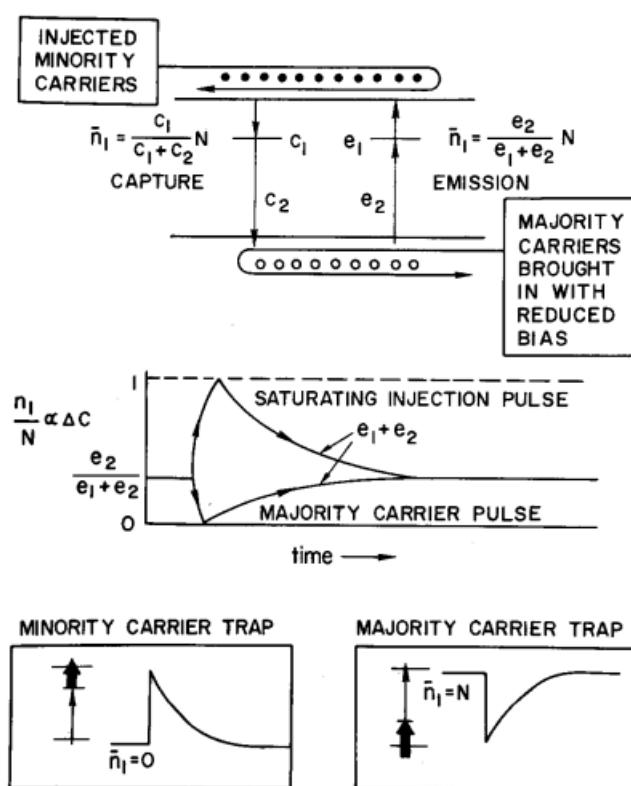 INJECTED
MINORITY
CARRIERS
n̄₁ = c₁/(c₁+c₂) N
c₁
e₁
n̄₁ = e₂/(e₁+e₂) N
CAPTURE
EMISSION
c₂
e₂
MAJORITY
CARRIERS
BROUGHT
IN WITH
REDUCED
BIAS
1
SATURATING INJECTION PULSE
n₁/N ∝ ΔC
e₁+e₂
e₂/(e₁+e₂)
0
MAJORITY CARRIER PULSE
time
MINORITY CARRIER TRAP
n̄₁=0
MAJORITY CARRIER TRAP
n̄₁=N